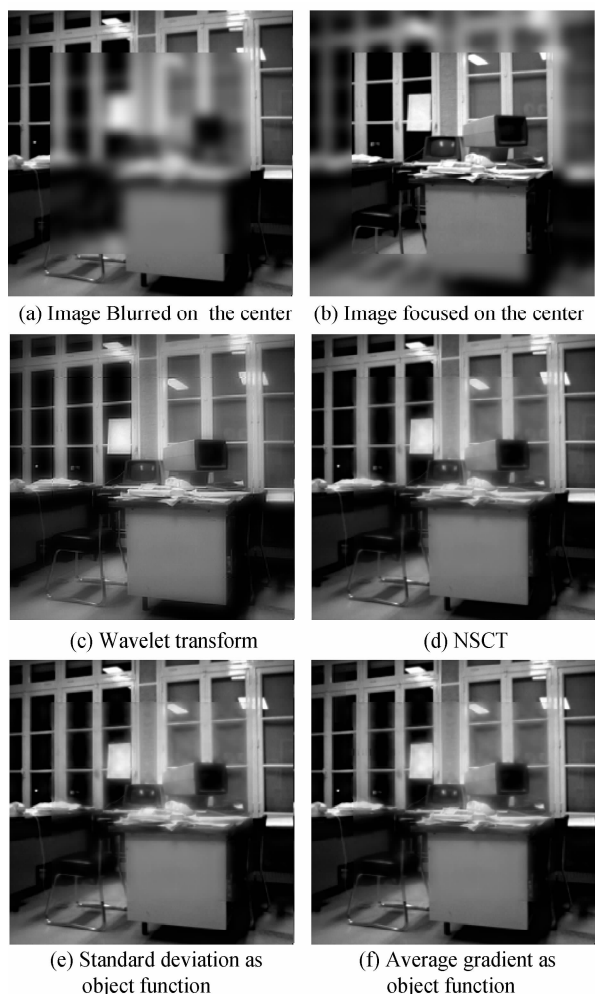 (a) Image Blurred on the center
(b) Image focused on the center
(c) Wavelet transform
(d) NSCT
(e) Standard deviation as
object function
(f) Average gradient as
object function